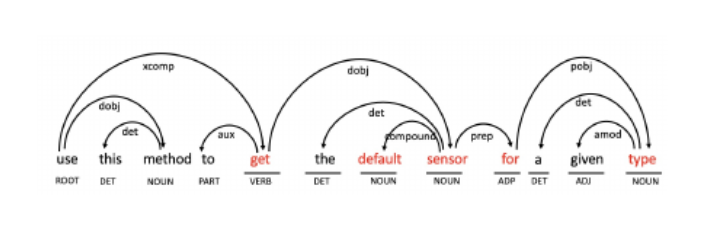 xcomp
dobj
pobj
dobj
det
det
det
aux
compound
prep
amod
use this method to get the default sensor for a given type
ROOT DET NOUN PART VERB DET NOUN NOUN ADP DET ADJ NOUN